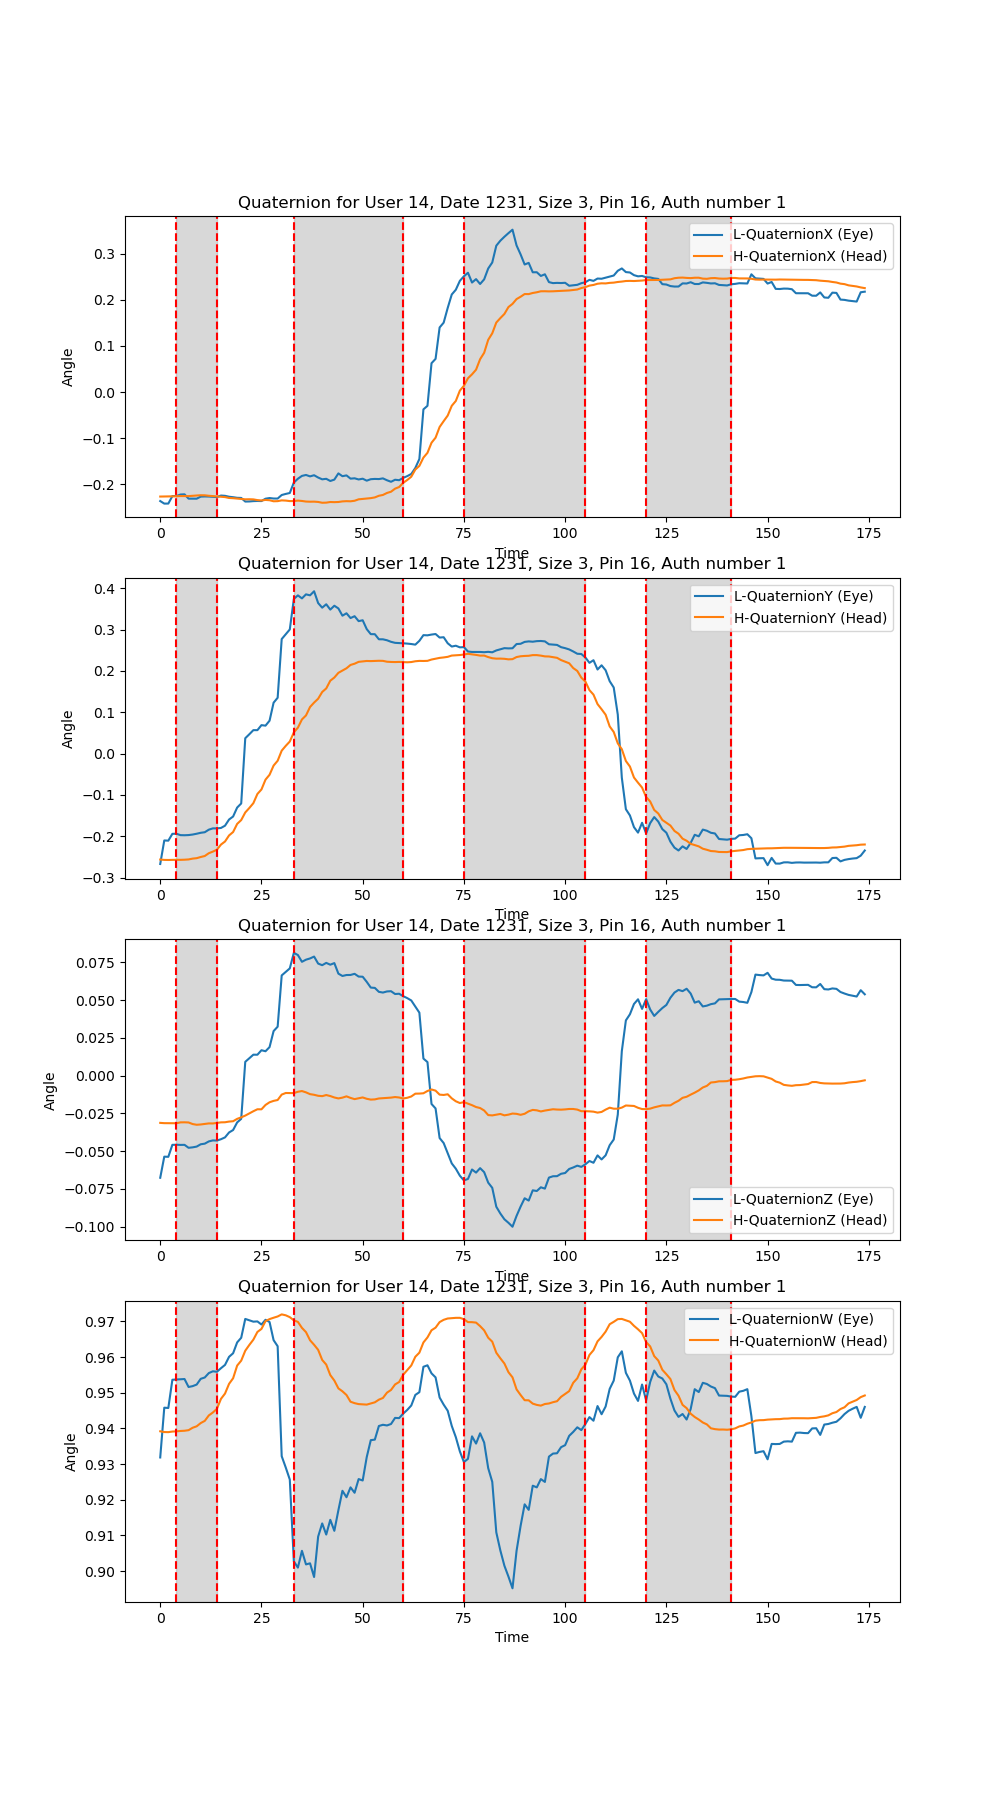 Quaternion for User 14, Date 1231, Size 3, Pin 16, Auth number 1
L-QuaternionX (Eye)
H-QuaternionX (Head)
0.3
0.2
0.1
0.0
−0.1
−0.2
Angle
0 25 50 75 100 125 150 175
Time
Quaternion for User 14, Date 1231, Size 3, Pin 16, Auth number 1
L-QuaternionY (Eye)
H-QuaternionY (Head)
0.4
0.3
0.2
0.1
0.0
−0.1
−0.2
−0.3
Angle
0 25 50 75 100 125 150 175
Time
Quaternion for User 14, Date 1231, Size 3, Pin 16, Auth number 1
0.075
0.050
0.025
0.000
−0.025
−0.050
−0.075
−0.100
Angle
L-QuaternionZ (Eye)
H-QuaternionZ (Head)
0 25 50 75 100 125 150 175
Time
Quaternion for User 14, Date 1231, Size 3, Pin 16, Auth number 1
L-QuaternionW (Eye)
H-QuaternionW (Head)
0.97
0.96
0.95
0.94
0.93
0.92
0.91
0.90
Angle
0 25 50 75 100 125 150 175
Time